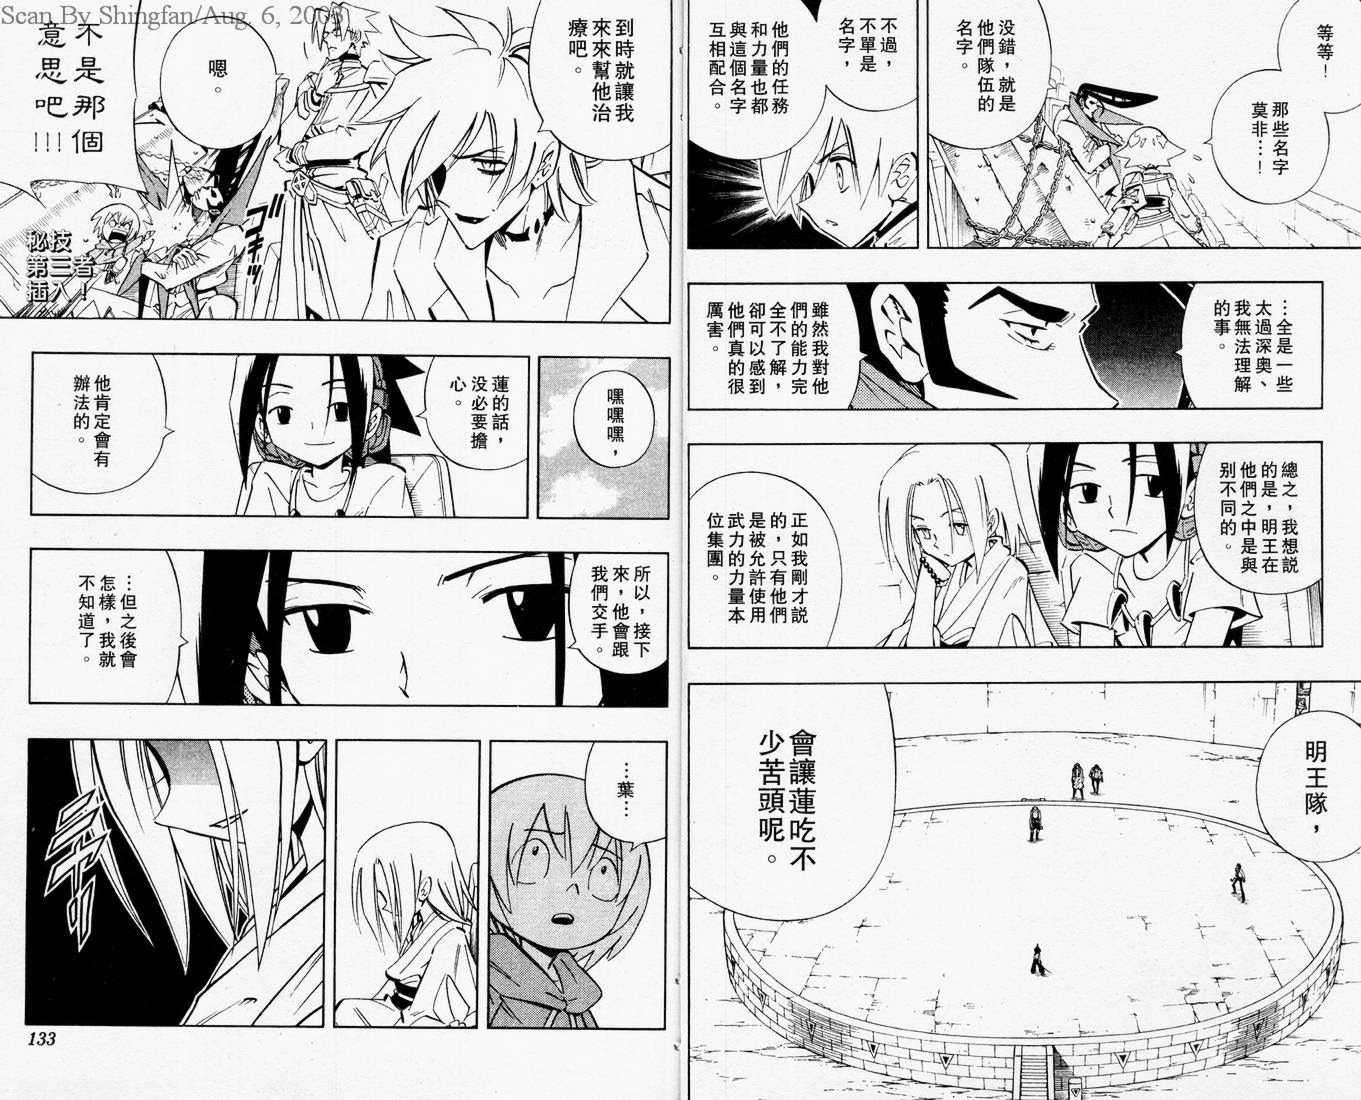 Scan By Shingfan/Aug. 6, 2003
等等！
那些名字
莫非…！
没錯，就是
他們隊伍的
名字。
不過，
不單是
名字，
他們的任務
和力量也都
與這個名字
互相配合。
…全是一些
太過深奥、
我無法理解
的事。
雖然我對他
們的能力完
全不了解，
卻可以感到
他們真的很
厲害。
總之，我想説
的是，明王在
他們之中是與
别不同的。
正如我剛才説
的，只有他們
是被允許使用
武力的力量本
位集團。
明王隊，
會讓蓮吃不
少苦頭呢。
到時就讓我
來來幫他治
療吧。
嗯。
不是那個
意思吧!!!
秘技
第三者
插入！
嘿嘿嘿，
蓮的話，
没必要擔
心。
他肯定會有
辦法的。
所以，接下
來，他會跟
我們交手。
…但之後會
怎樣，我就
不知道了。
…葉…
133